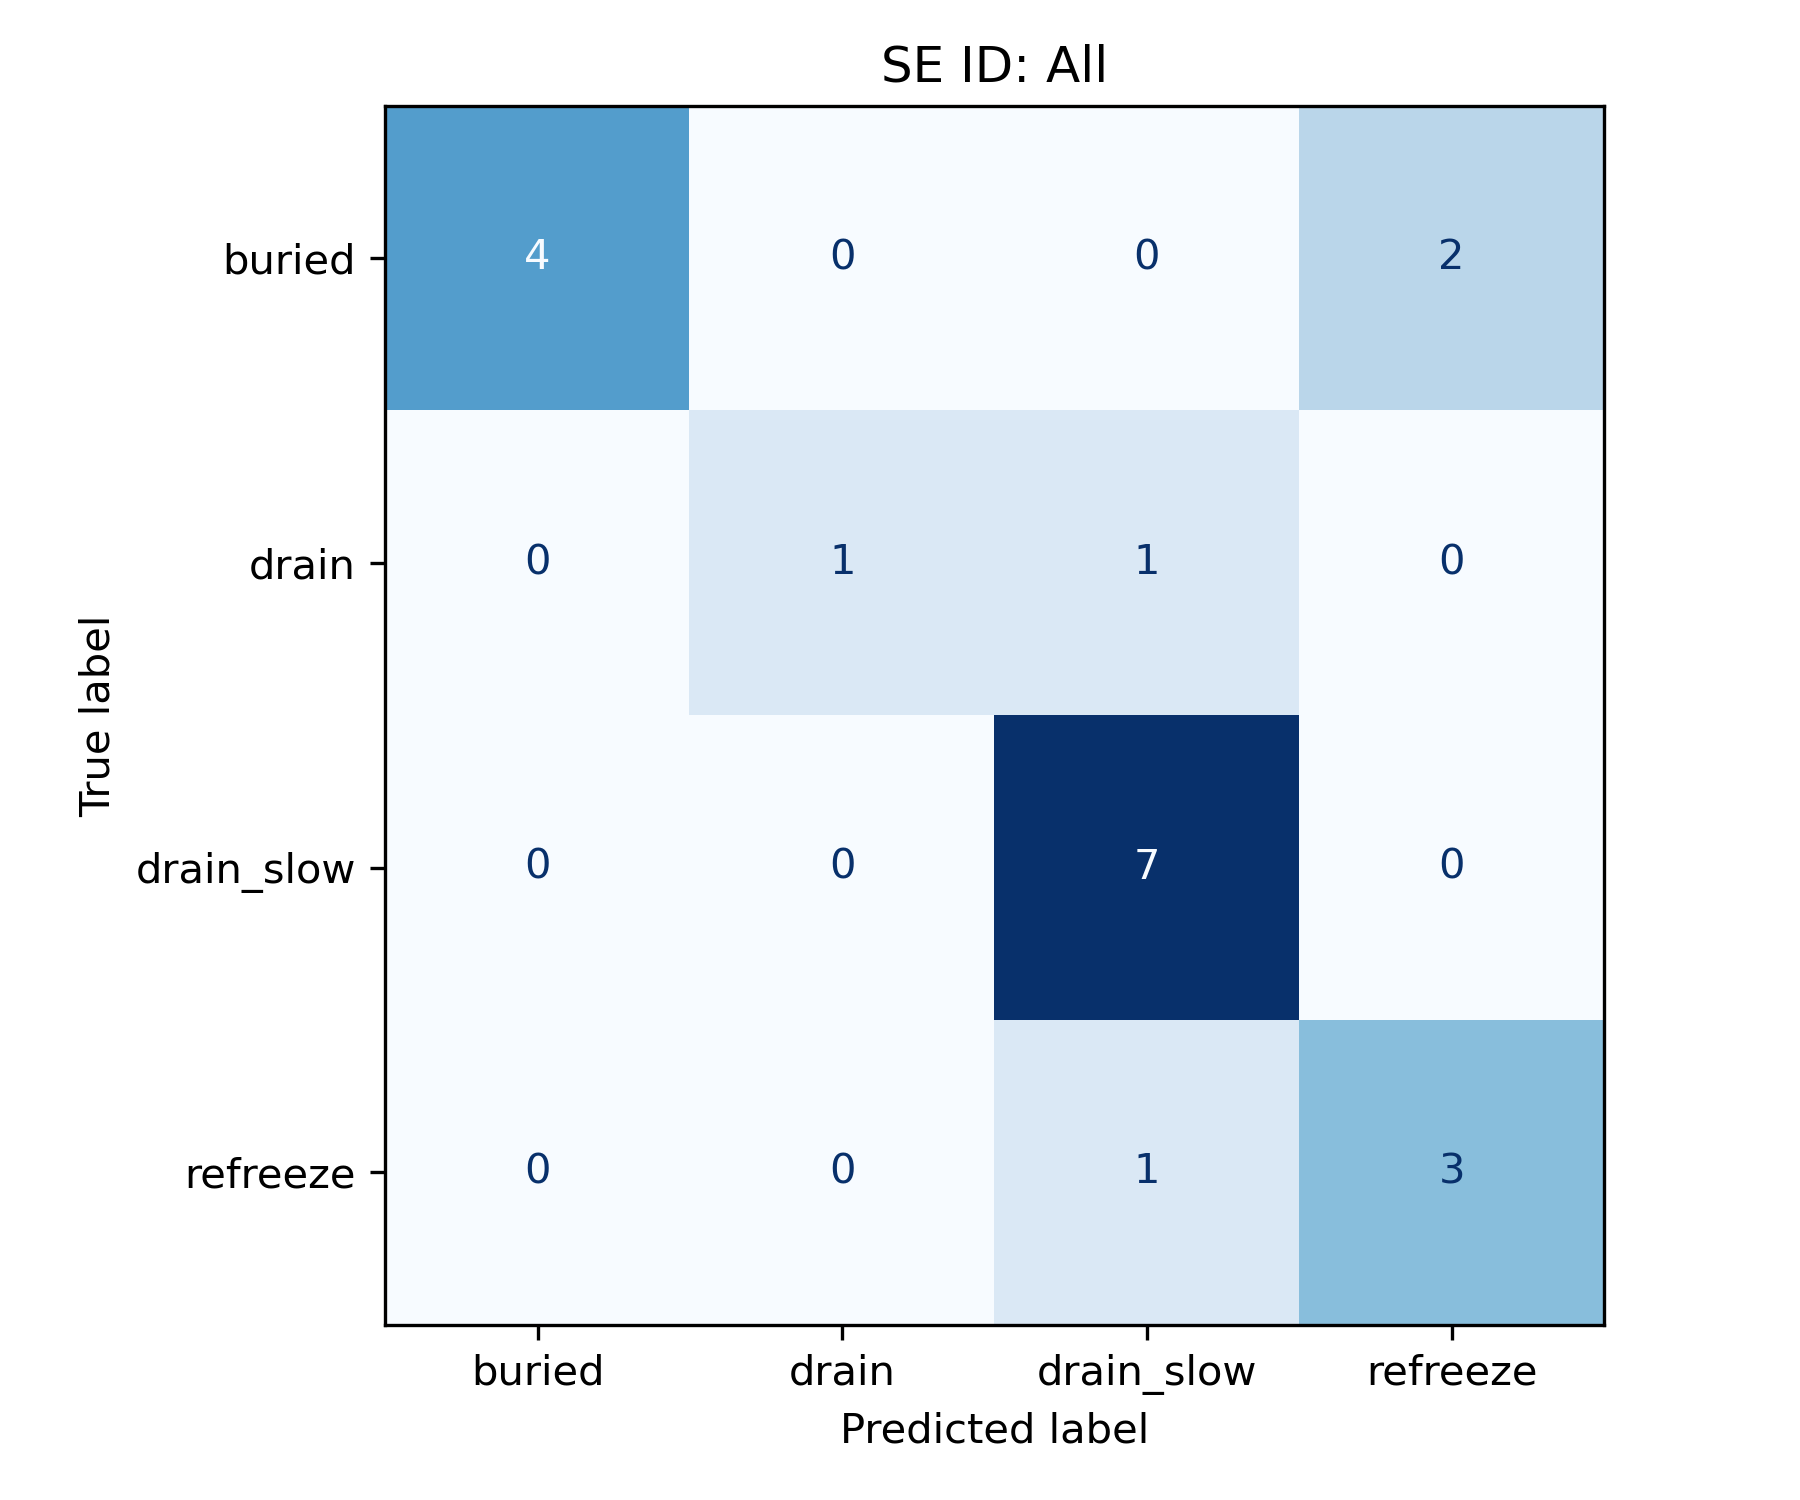 SE ID: All
buried 4 0 0 2
drain 0 1 1 0
True label
drain_slow 0 0 7 0
refreeze 0 0 1 3
buried drain drain_slow refreeze
Predicted label